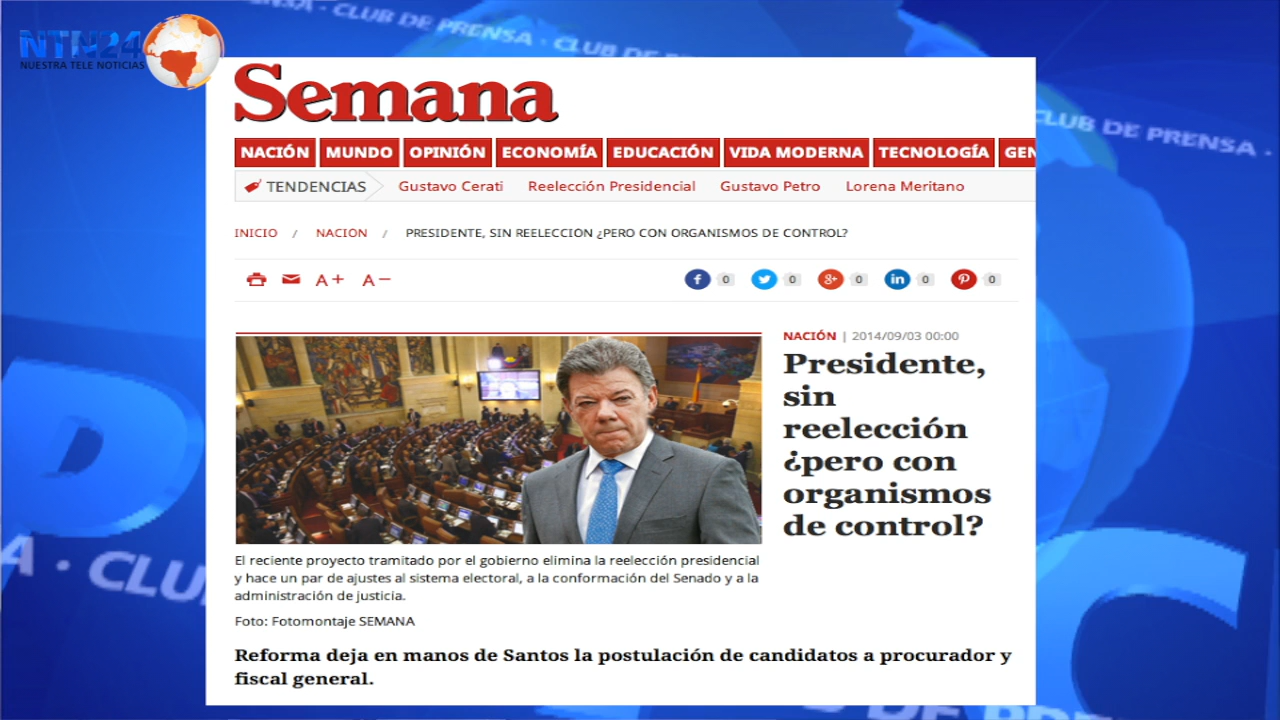 CLUB DE PRENSA · CLUB DE
NTN24
NUESTRA TELE NOTICIAS
CLUB DE PRENSA ·
Semana
NACIÓN MUNDO OPINIÓN ECONOMÍA EDUCACIÓN VIDA MODERNA TECNOLOGÍA GEN
TENDENCIAS Gustavo Cerati Reelección Presidencial Gustavo Petro Lorena Meritano
INICIO / NACION / PRESIDENTE, SIN REELECCION ¿PERO CON ORGANISMOS DE CONTROL?
A+ A− f 0 0 g+ 0 in 0 0
NACIÓN | 2014/09/03 00:00
Presidente,
sin
reelección
¿pero con
organismos
de control?
El reciente proyecto tramitado por el gobierno elimina la reelección presidencial
y hace un par de ajustes al sistema electoral, a la conformación del Senado y a la
administración de justicia.
Foto: Fotomontaje SEMANA
Reforma deja en manos de Santos la postulación de candidatos a procurador y
fiscal general.